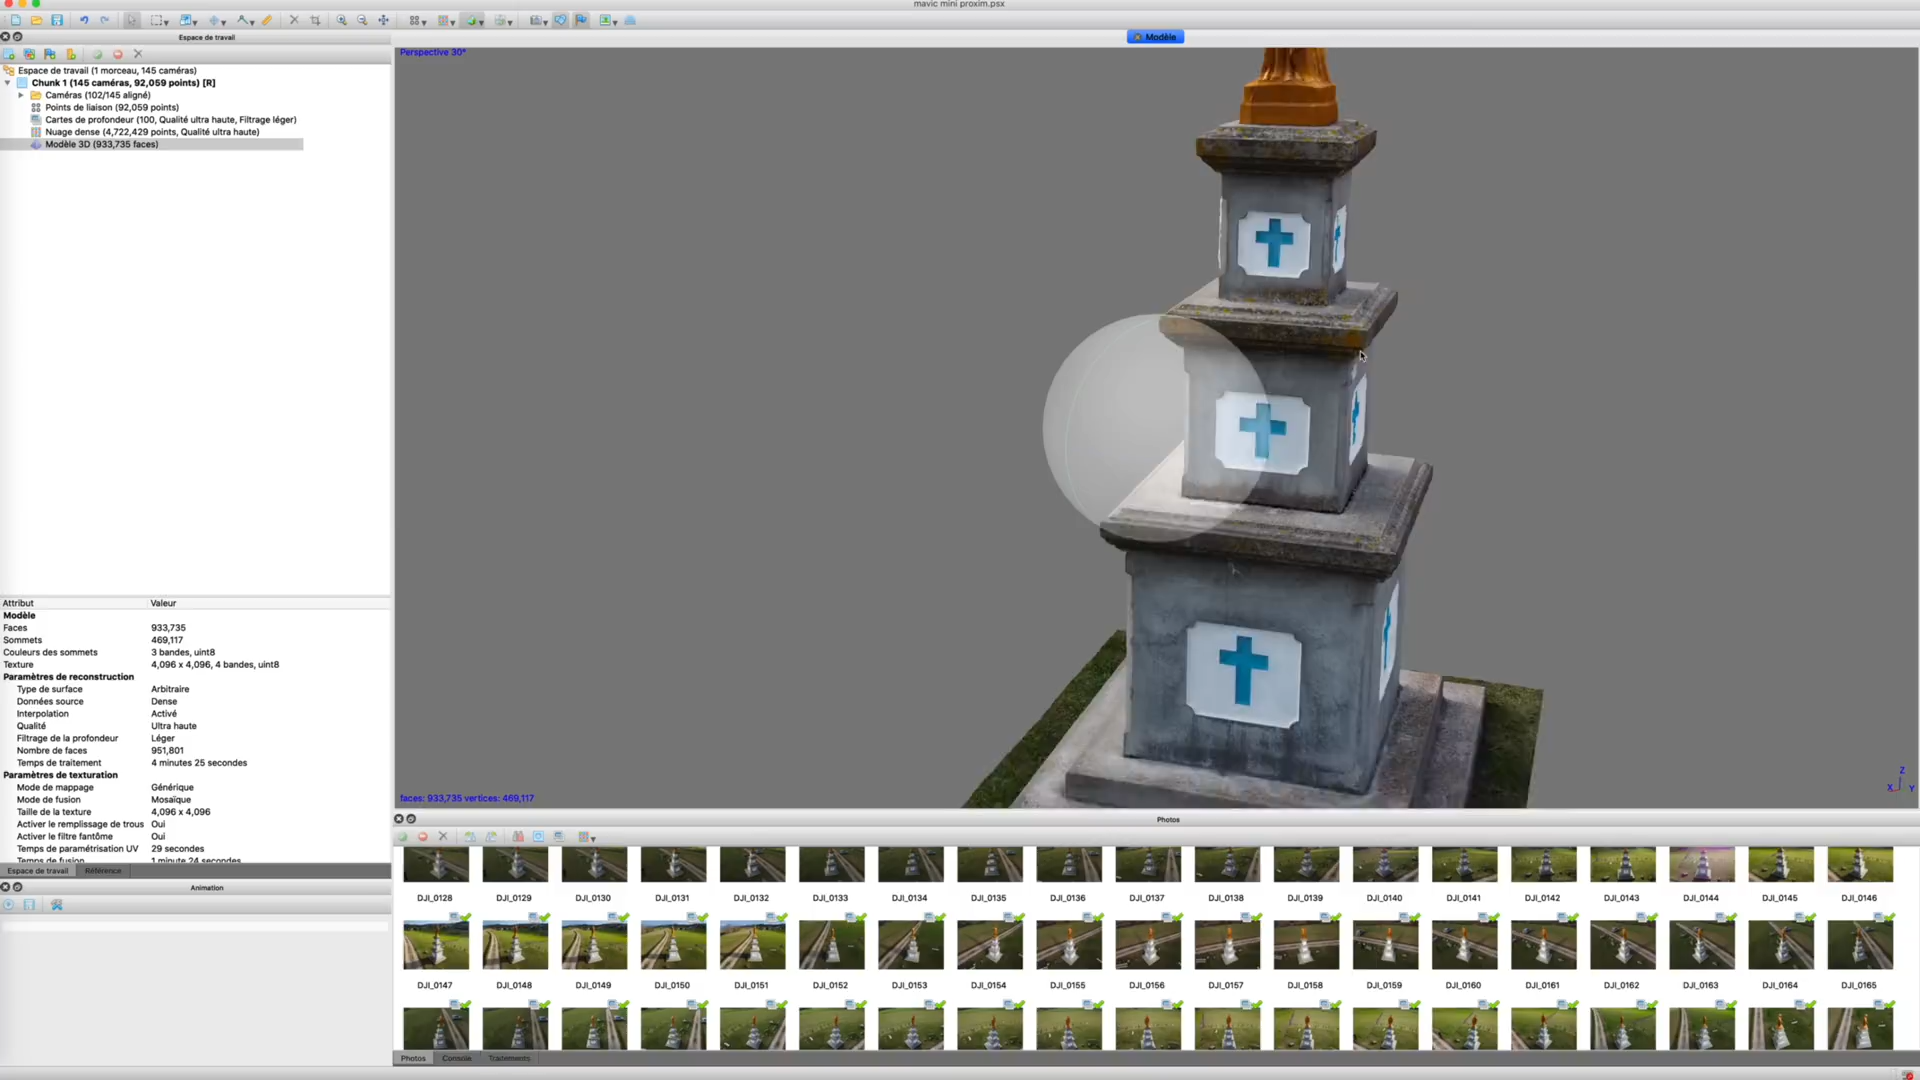 mavic mini proxim.psx
Espace de travail
Modèle
Perspective 30°
Espace de travail (1 morceau, 145 caméras)
Chunk 1 (145 caméras, 92,059 points) [R]
Caméras (102/145 aligné)
Points de liaison (92,059 points)
Cartes de profondeur (100, Qualité ultra haute, Filtrage léger)
Nuage dense (4,722,429 points, Qualité ultra haute)
Modèle 3D (933,735 faces)
Attribut Valeur
Modèle
Faces 933,735
Sommets 469,117
Couleurs des sommets 3 bandes, uint8
Texture 4,096 x 4,096, 4 bandes, uint8
Paramètres de reconstruction
Type de surface Arbitraire
Données source Dense
Interpolation Activé
Qualité Ultra haute
Filtrage de la profondeur Léger
Nombre de faces 951,801
Temps de traitement 4 minutes 25 secondes
Paramètres de texturation
Mode de mappage Générique
Mode de fusion Mosaïque
Taille de la texture 4,096 x 4,096
Activer le remplissage de trous Oui
Activer le filtre fantôme Oui
Temps de paramétrisation UV 29 secondes
Temps de fusion 1 minute 24 secondes
Espace de travail Référence
Animation
faces: 933,735 vertices: 469,117
Z
X Y
Photos
DJI_0128 DJI_0129 DJI_0130 DJI_0131 DJI_0132 DJI_0133 DJI_0134 DJI_0135 DJI_0136 DJI_0137 DJI_0138 DJI_0139 DJI_0140 DJI_0141 DJI_0142 DJI_0143 DJI_0144 DJI_0145 DJI_0146
DJI_0147 DJI_0148 DJI_0149 DJI_0150 DJI_0151 DJI_0152 DJI_0153 DJI_0154 DJI_0155 DJI_0156 DJI_0157 DJI_0158 DJI_0159 DJI_0160 DJI_0161 DJI_0162 DJI_0163 DJI_0164 DJI_0165
Photos Console Traitements